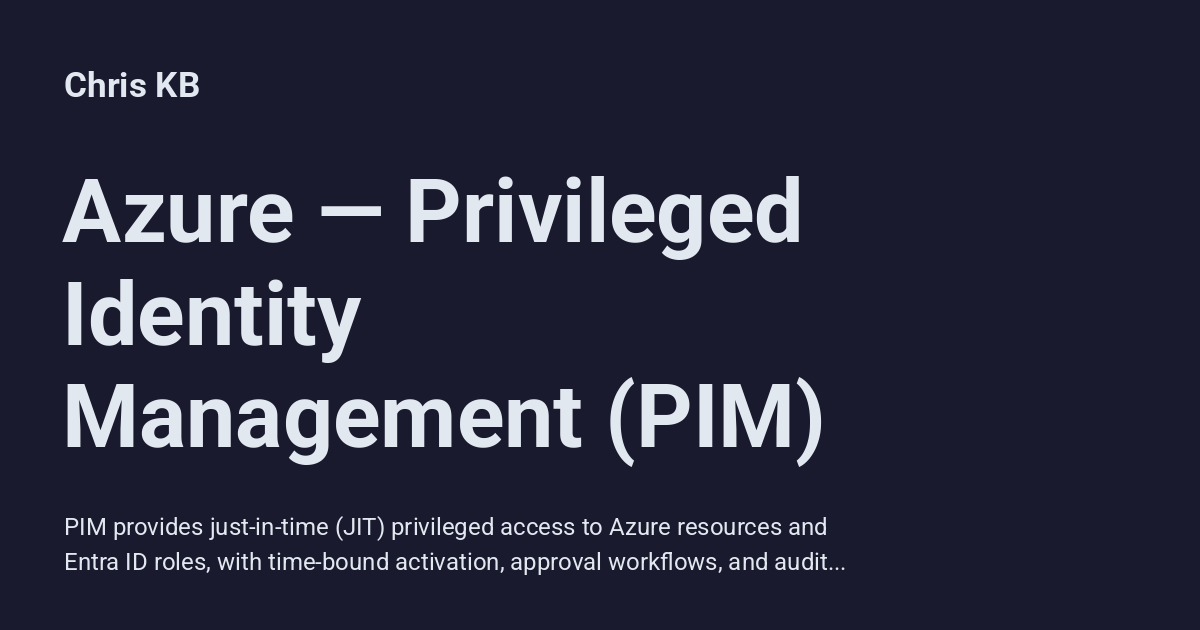 Chris KB
Azure — Privileged
Identity
Management (PIM)
PIM provides just-in-time (JIT) privileged access to Azure resources and
Entra ID roles, with time-bound activation, approval workflows, and audit...